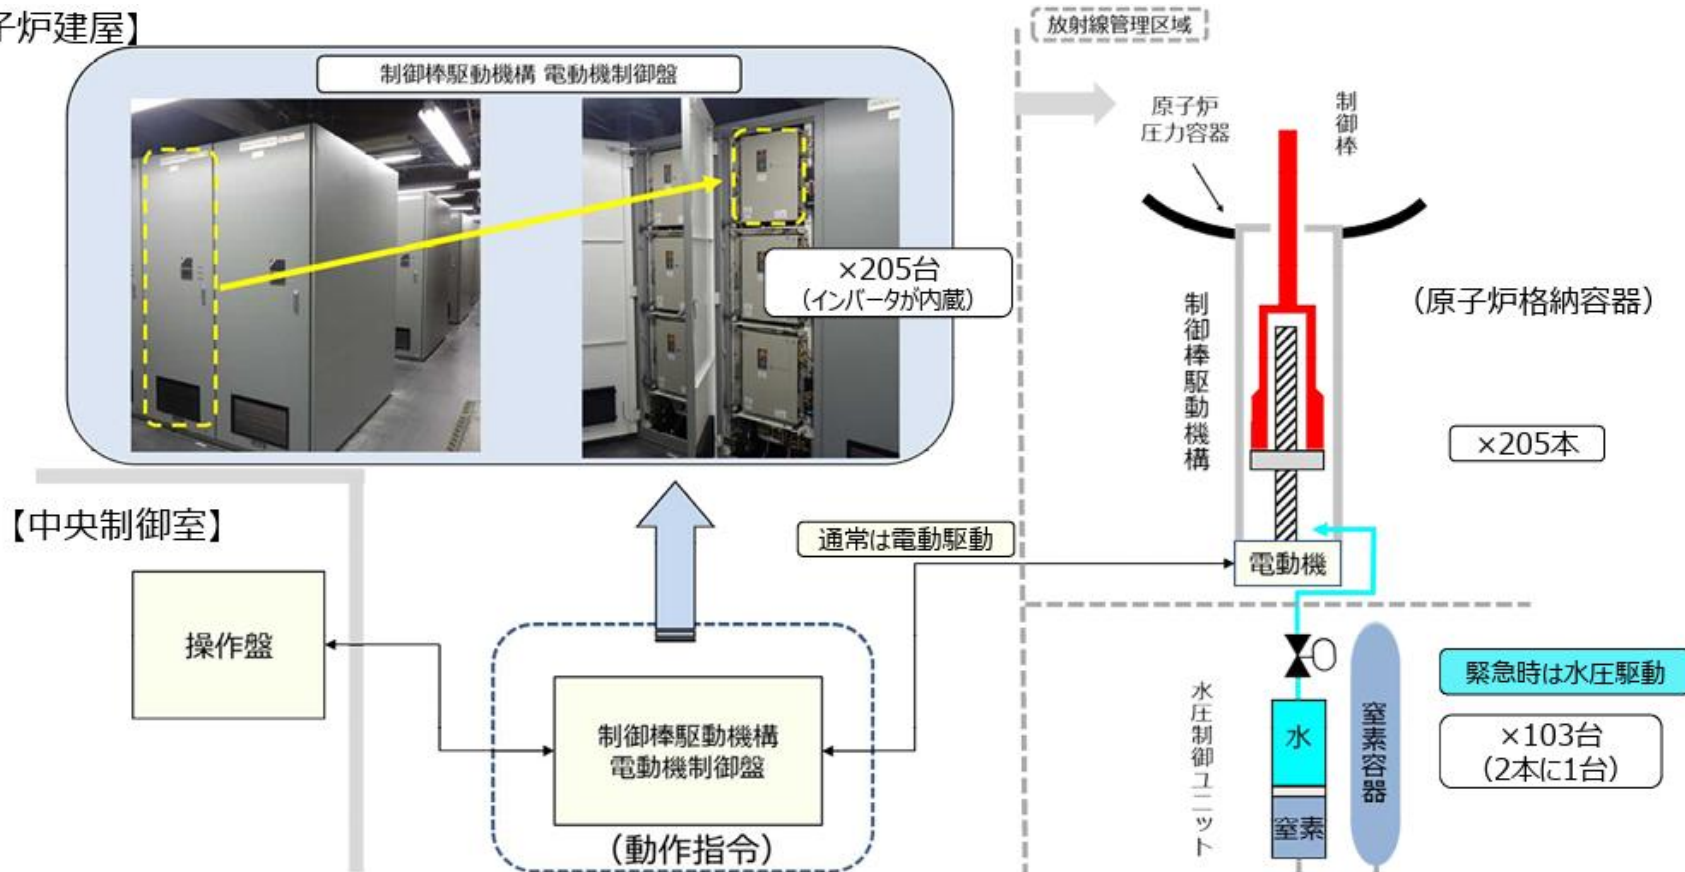 子炉建屋】
制御棒駆動機構 電動機制御盤
×205台
（インバータが内蔵）
放射線管理区域
原子炉
圧力容器
制御棒
制御棒駆動機構
（原子炉格納容器）
×205本
【中央制御室】
操作盤
通常は電動駆動
電動機
制御棒駆動機構
電動機制御盤
（動作指令）
水圧制御ユニット
水
窒素
窒素容器
緊急時は水圧駆動
×103台
（2本に1台）